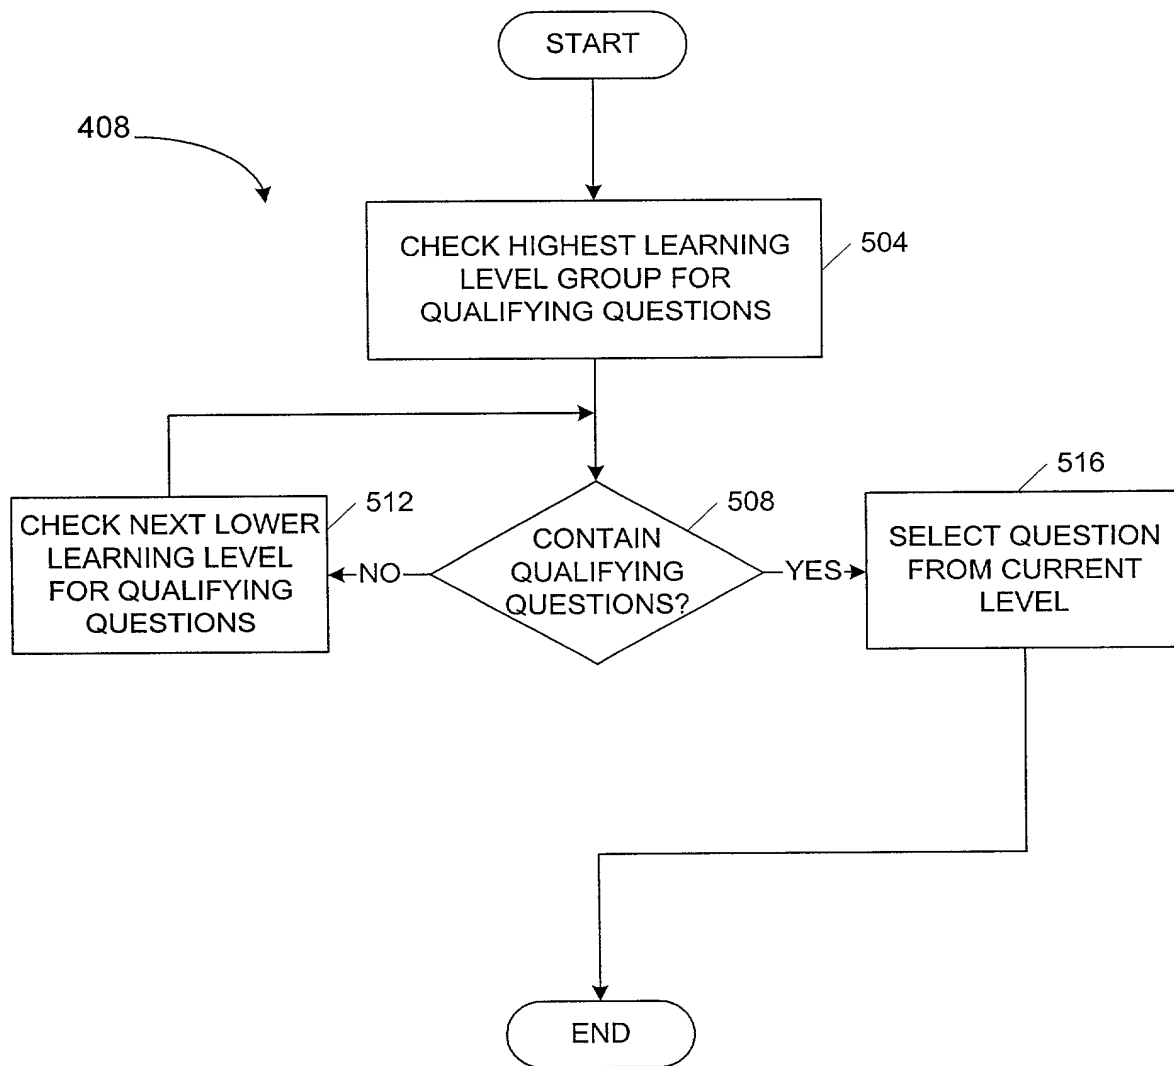 START
408
CHECK HIGHEST LEARNING
LEVEL GROUP FOR
QUALIFYING QUESTIONS
504
CHECK NEXT LOWER
LEARNING LEVEL
FOR QUALIFYING
QUESTIONS
512
NO
CONTAIN
QUALIFYING
QUESTIONS?
508
YES
516
SELECT QUESTION
FROM CURRENT
LEVEL
END